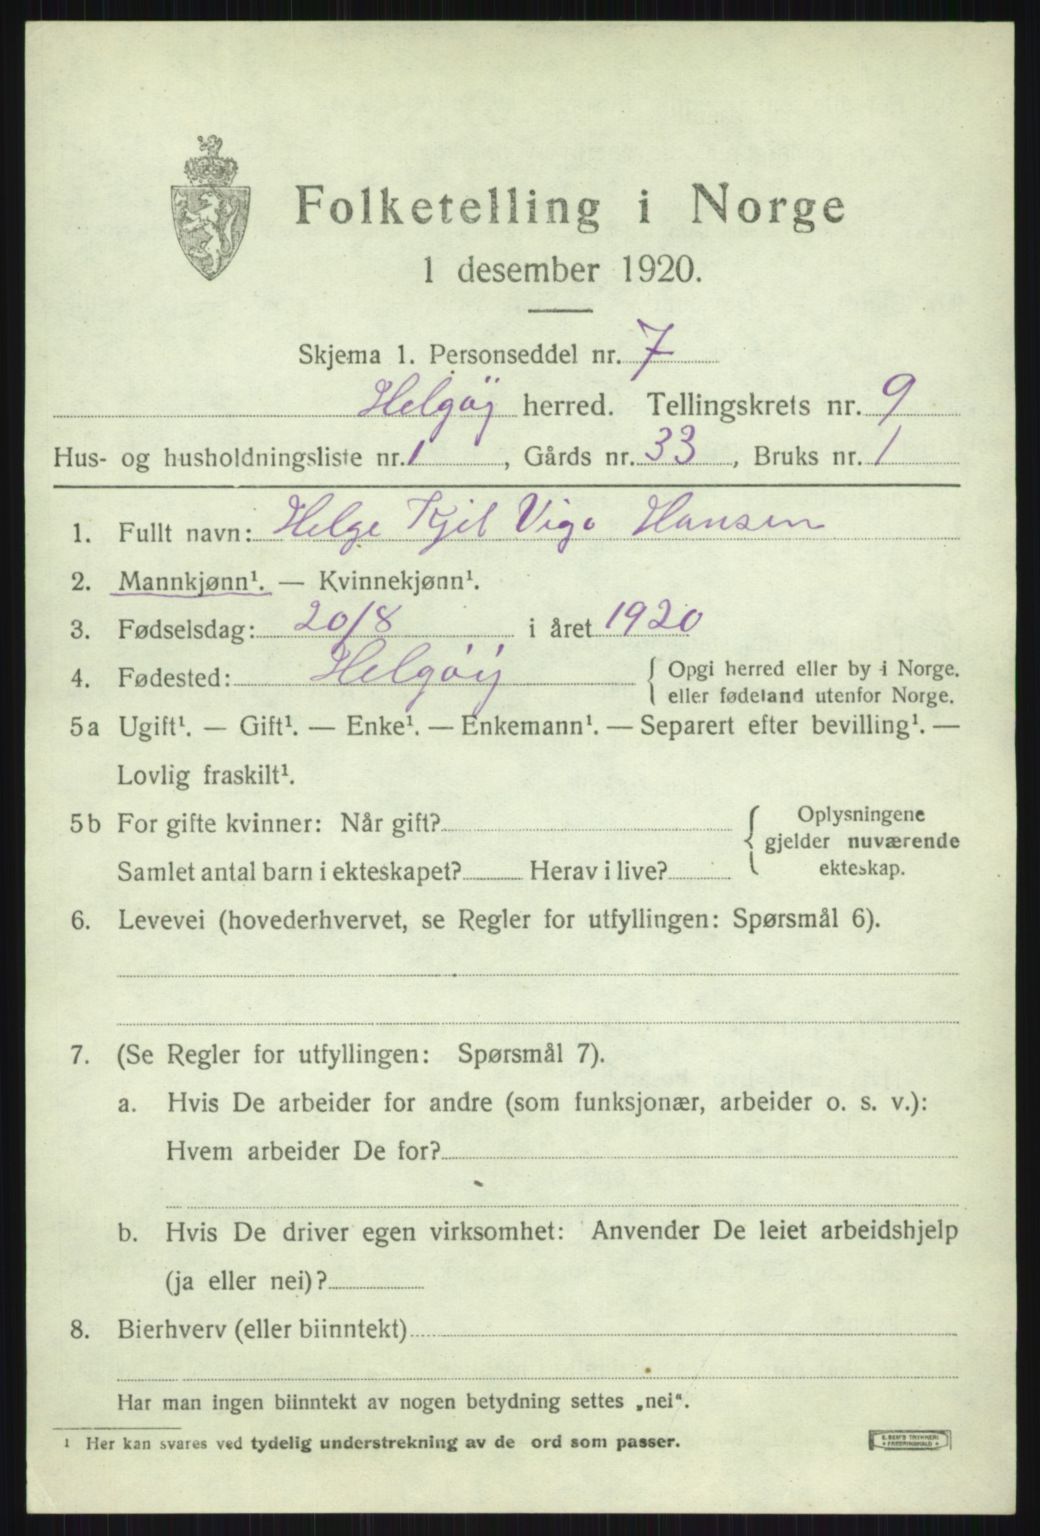 Folketelling i Norge
1 desember 1920.
Skjema 1. Personseddel nr. 7
Helgøy herred. Tellingskrets nr. 9
Hus- og husholdningsliste nr. 1, Gårds nr. 33, Bruks nr. 1
1. Fullt navn: Helge Kjel Vigo Hansen
2. Mannkjønn¹. — Kvinnekjønn¹.
3. Fødselsdag: 20/8 i året 1920
4. Fødested: Helgøy { Opgi herred eller by i Norge.
eller fødeland utenfor Norge.
5a Ugift¹. — Gift¹. — Enke¹. — Enkemann¹. — Separert efter bevilling¹. —
Lovlig fraskilt¹.
5b For gifte kvinner: Når gift? { Oplysningene
gjelder nuværende
Samlet antal barn i ekteskapet? Herav i live? ekteskap.
6. Levevei (hovederhvervet, se Regler for utfyllingen: Spørsmål 6).
7. (Se Regler for utfyllingen: Spørsmål 7).
a. Hvis De arbeider for andre (som funksjonær, arbeider o. s. v.):
Hvem arbeider De for?
b. Hvis De driver egen virksomhet: Anvender De leiet arbeidshjelp
(ja eller nei)?
8. Bierhverv (eller biinntekt)
Har man ingen biinntekt av nogen betydning settes „nei“.
¹ Her kan svares ved tydelig understrekning av de ord som passer.
E. SEM'S TRYKKERI
FREDRIKSHALD